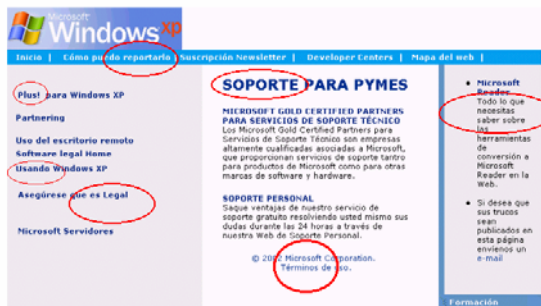 Microsoft
Windows xp
Inicio | Cómo puedo reportarlo | Suscripción Newsletter | Developer Centers | Mapa del web |
Plus! para Windows XP
Partnering
Uso del escritorio remoto
Software legal Home
Usando Windows XP
Asegúrese que es Legal
Microsoft Servidores
SOPORTE PARA PYMES
MICROSOFT GOLD CERTIFIED PARTNERS
PARA SERVICIOS DE SOPORTE TÉCNICO
Los Microsoft Gold Certified Partners para
Servicios de Soporte Técnico son empresas
altamente cualificadas asociadas a Microsoft,
que proporcionan servicios de soporte tanto
para productos de Microsoft como para otras
marcas de software y hardware.
SOPORTE PERSONAL
Saque ventajas de nuestro servicio de
soporte gratuito resolviendo usted mismo sus
dudas durante las 24 horas a través de
nuestra Web de Soporte Personal.
© 2002 Microsoft Corporation.
Términos de uso.
• Microsoft
Reader
Todo lo que
necesitas
saber sobre
las
herramientas
de
conversión a
Microsoft
Reader en la
Web.
• Si desea que
sus trucos
sean
publicados en
esta página
envíenos un
e-mail
Formación